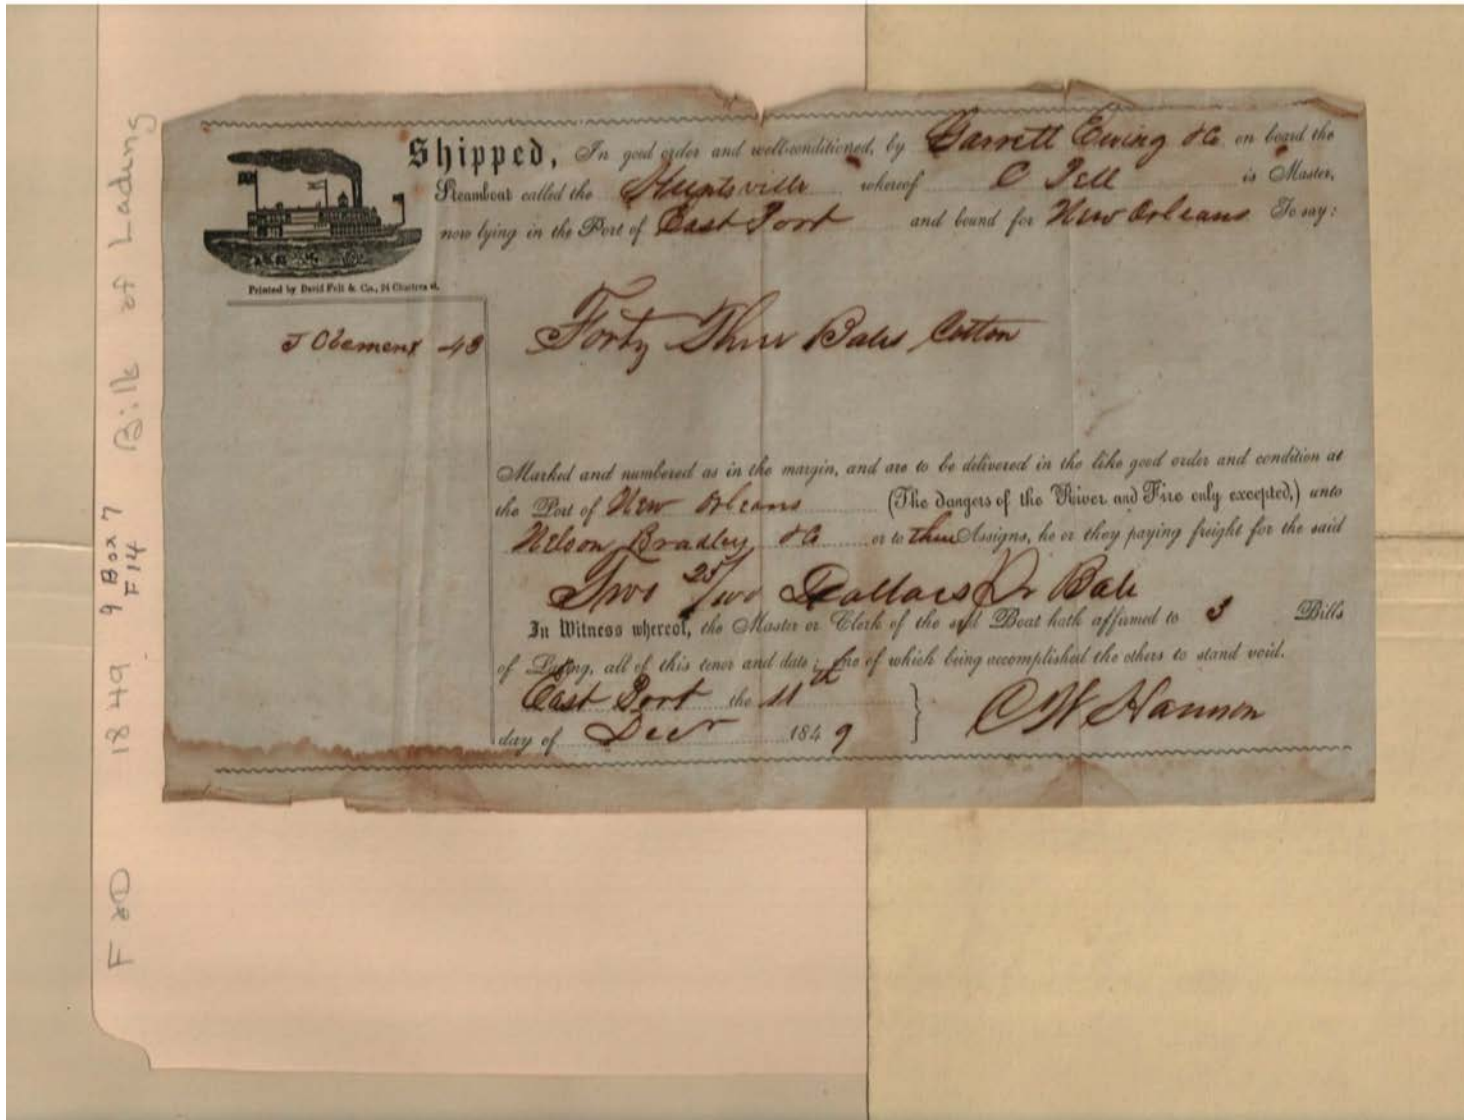 Shipped, In good order and well-conditioned, by Garrett Ewing & Co on board the
Steamboat called the Huntsville whereof C Fell is Master,
now lying in the Port of East Port and bound for New Orleans To say:
Printed by David Felt & Co., 24 Chartres st.
J Clement 43 Forty Three Bales Cotton
Marked and numbered as in the margin, and are to be delivered in the like good order and condition at
the Port of New Orleans (The dangers of the River and Fire only excepted,) unto
Nelson Bradley & Co or to their Assigns, he or they paying freight for the said
Two 25/100 Dollars Pr Bale
In Witness whereof, the Master or Clerk of the said Boat hath affirmed to 3 Bills
of Lading, all of this tenor and date; one of which being accomplished the others to stand void.
East Port the 11th
day of Decr 1849
C W Hannon
F &D 1849 9 Box 7 Bills of Ladung
F14